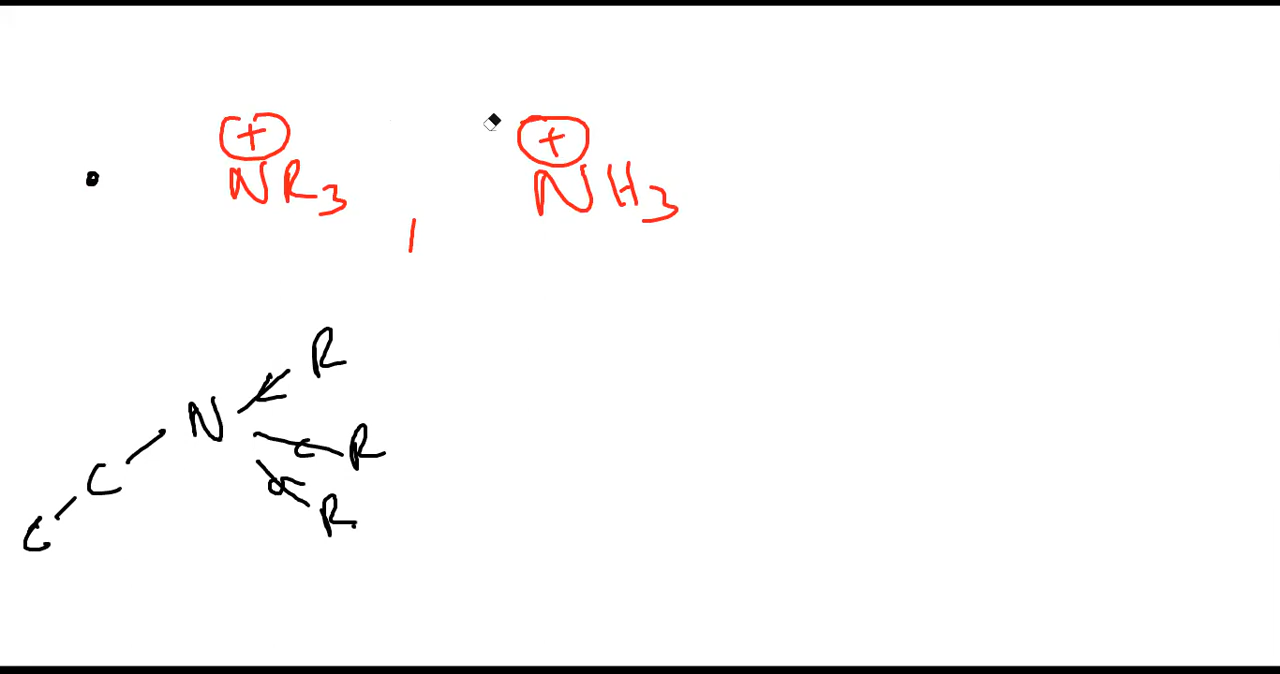 ⊕ ⊕
NR3 , NH3
R
N R
C R
C